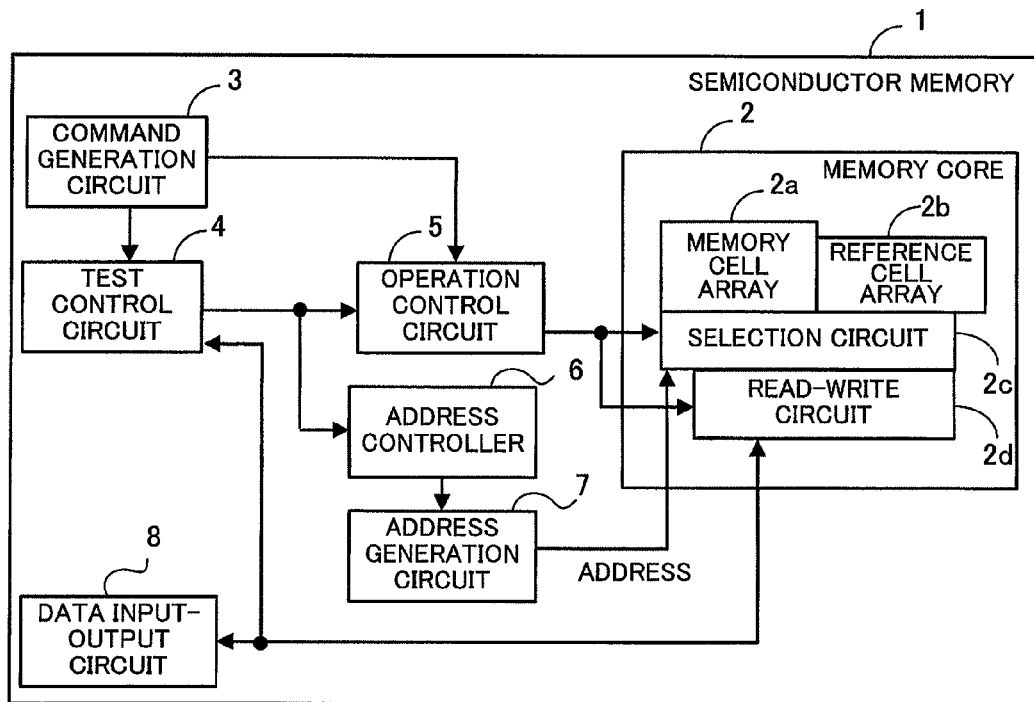 1
SEMICONDUCTOR MEMORY
3
COMMAND
GENERATION
CIRCUIT
2
MEMORY CORE
2a
2b
MEMORY
CELL
ARRAY
REFERENCE
CELL
ARRAY
4
TEST
CONTROL
CIRCUIT
5
OPERATION
CONTROL
CIRCUIT
SELECTION CIRCUIT
2c
READ-WRITE
CIRCUIT
2d
6
ADDRESS
CONTROLLER
7
ADDRESS
GENERATION
CIRCUIT
ADDRESS
8
DATA INPUT-
OUTPUT
CIRCUIT